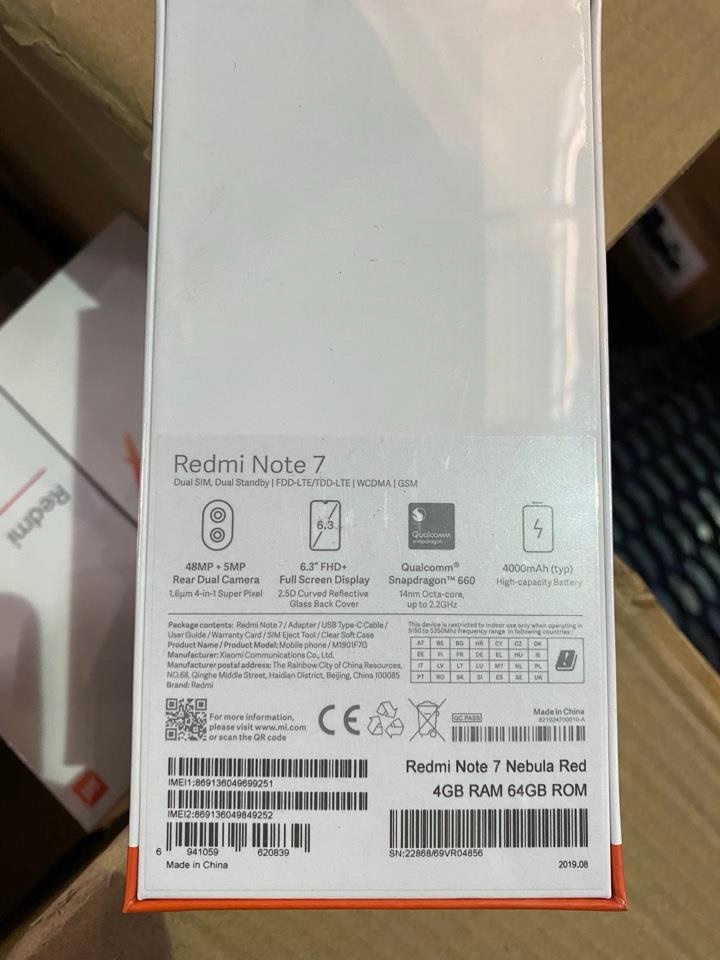 Redmi Note 7
Dual SIM, Dual Standby | FDD-LTE/TDD-LTE | WCDMA | GSM
6.3
Qualcomm
snapdragon
48MP + 5MP
Rear Dual Camera
1.6μm 4-in-1 Super Pixel
6.3" FHD+
Full Screen Display
2.5D Curved Reflective
Glass Back Cover
Qualcomm®
Snapdragon™ 660
14nm Octa-core,
up to 2.2GHz
4000mAh (typ)
High-capacity Battery
Package contents: Redmi Note 7 / Adapter / USB Type-C Cable /
User Guide / Warranty Card / SIM Eject Tool / Clear Soft Case
Product Name / Product Model: Mobile phone / M1901F7G
Manufacturer: Xiaomi Communications Co., Ltd.
Manufacturer postal address: The Rainbow City of China Resources,
NO.68, Qinghe Middle Street, Haidian District, Beijing, China 100085
Brand: Redmi
This device is restricted to indoor use only when operating in
5150 to 5350Mhz frequency range in following countries:
AT BE BG HR CY CZ DK
EE FI FR DE EL HU IE
IT LV LT LU MT NL PL
PT RO SK SI ES SE UK
For more information,
please visit www.mi.com
or scan the QR code
CE
QC PASS
Made in China
821024700010-A
IMEI1:869136049699251
IMEI2:869136049849252
6 941059 620839
Made in China
Redmi Note 7 Nebula Red
4GB RAM 64GB ROM
SN:22868/69VR04856
2019.08
Redmi